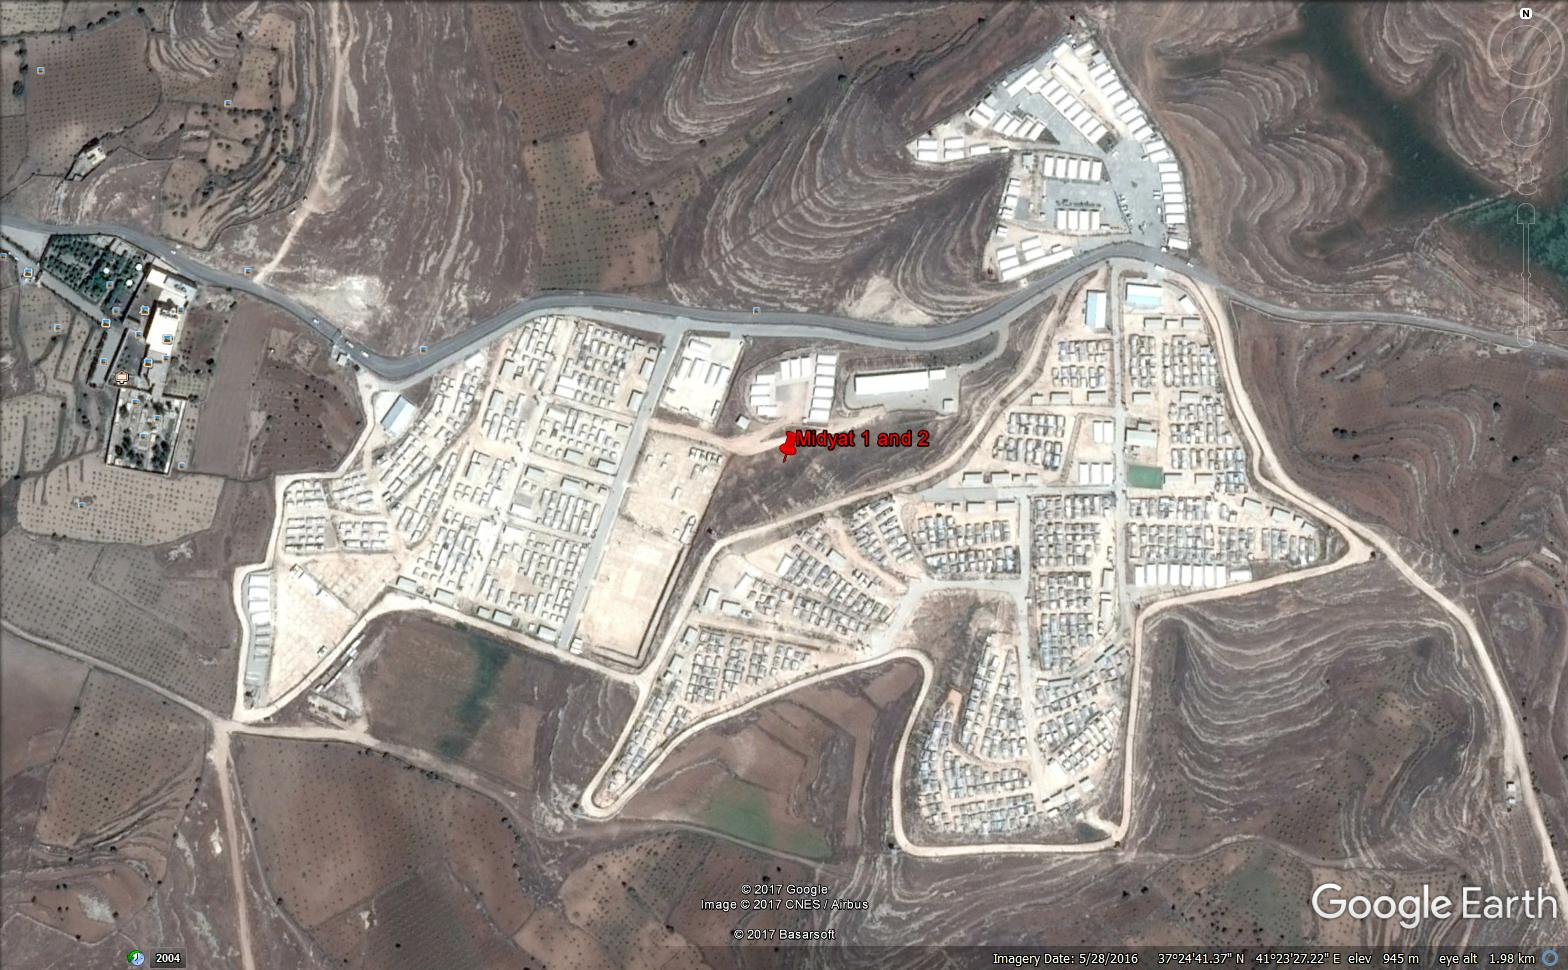 N
Midyat 1 and 2
© 2017 Google
Image © 2017 CNES / Airbus
© 2017 Basarsoft
Google Earth
2004
Imagery Date: 5/28/2016 37°24'41.37" N 41°23'27.22" E elev 945 m eye alt 1.98 km